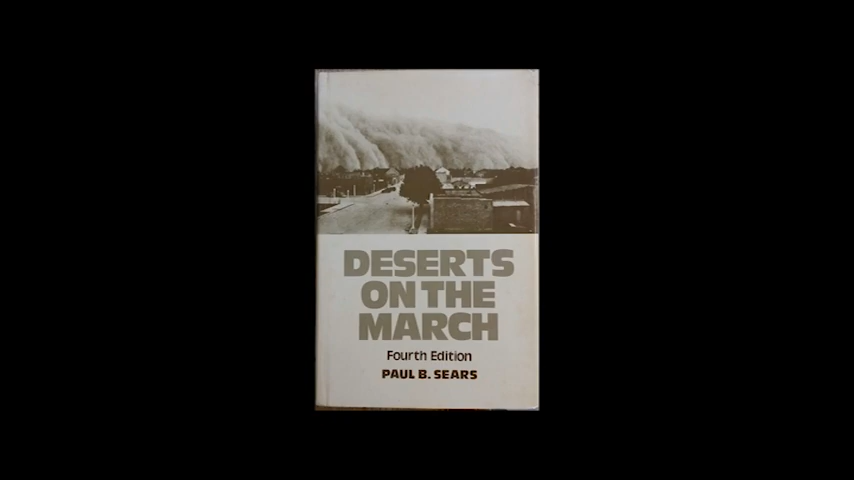 DESERTS
ON THE
MARCH
Fourth Edition
PAUL B. SEARS